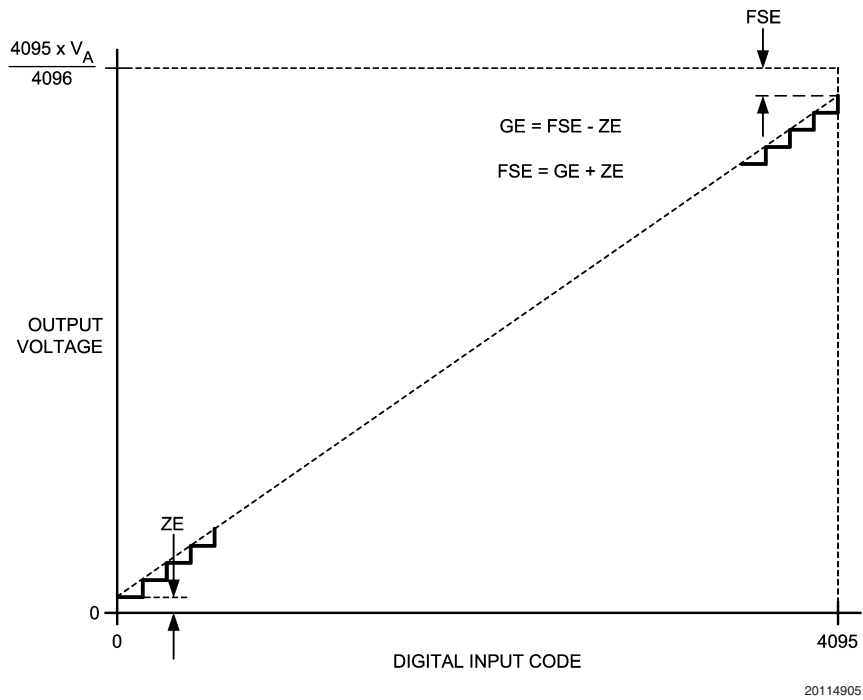 FSE
4095 x VA
4096
GE = FSE - ZE
FSE = GE + ZE
OUTPUT
VOLTAGE
ZE
0
0
4095
DIGITAL INPUT CODE
20114905